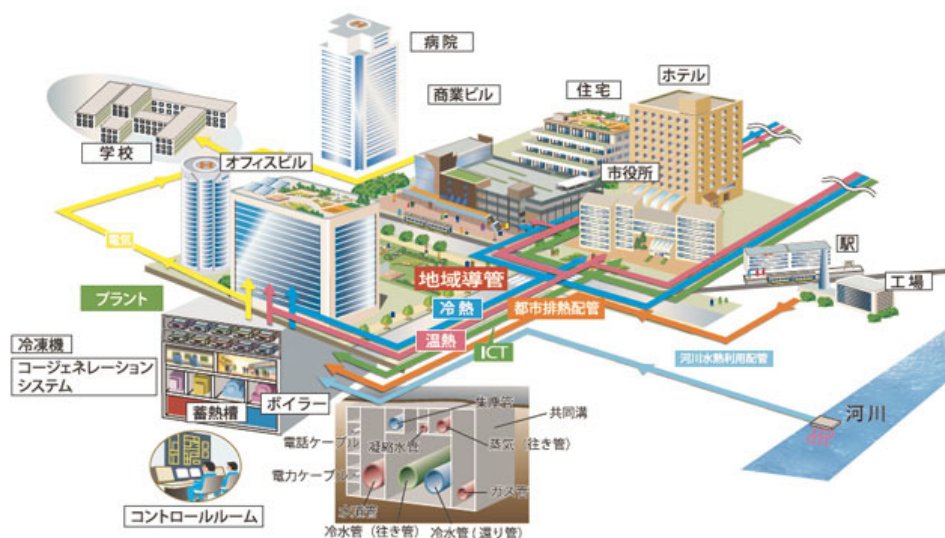 病院
学校
オフィスビル
商業ビル
住宅
ホテル
市役所
駅
工場
電気
プラント
地域導管
冷熱
温熱
都市排熱配管
ICT
河川水熱利用配管
河川
冷凍機
コージェネレーション
システム
ボイラー
蓄熱槽
コントロールルーム
集塵管
共同溝
電話ケーブル
凝縮水管
蒸気(往き管)
電力ケーブル
水道管
ガス管
冷水管(往き管)
冷水管(還り管)